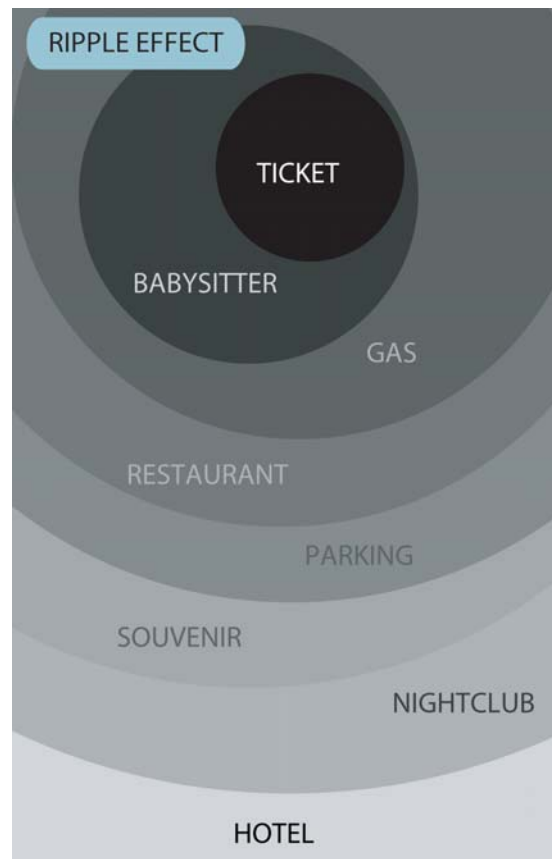 RIPPLE EFFECT
TICKET
BABYSITTER
GAS
RESTAURANT
PARKING
SOUVENIR
NIGHTCLUB
HOTEL